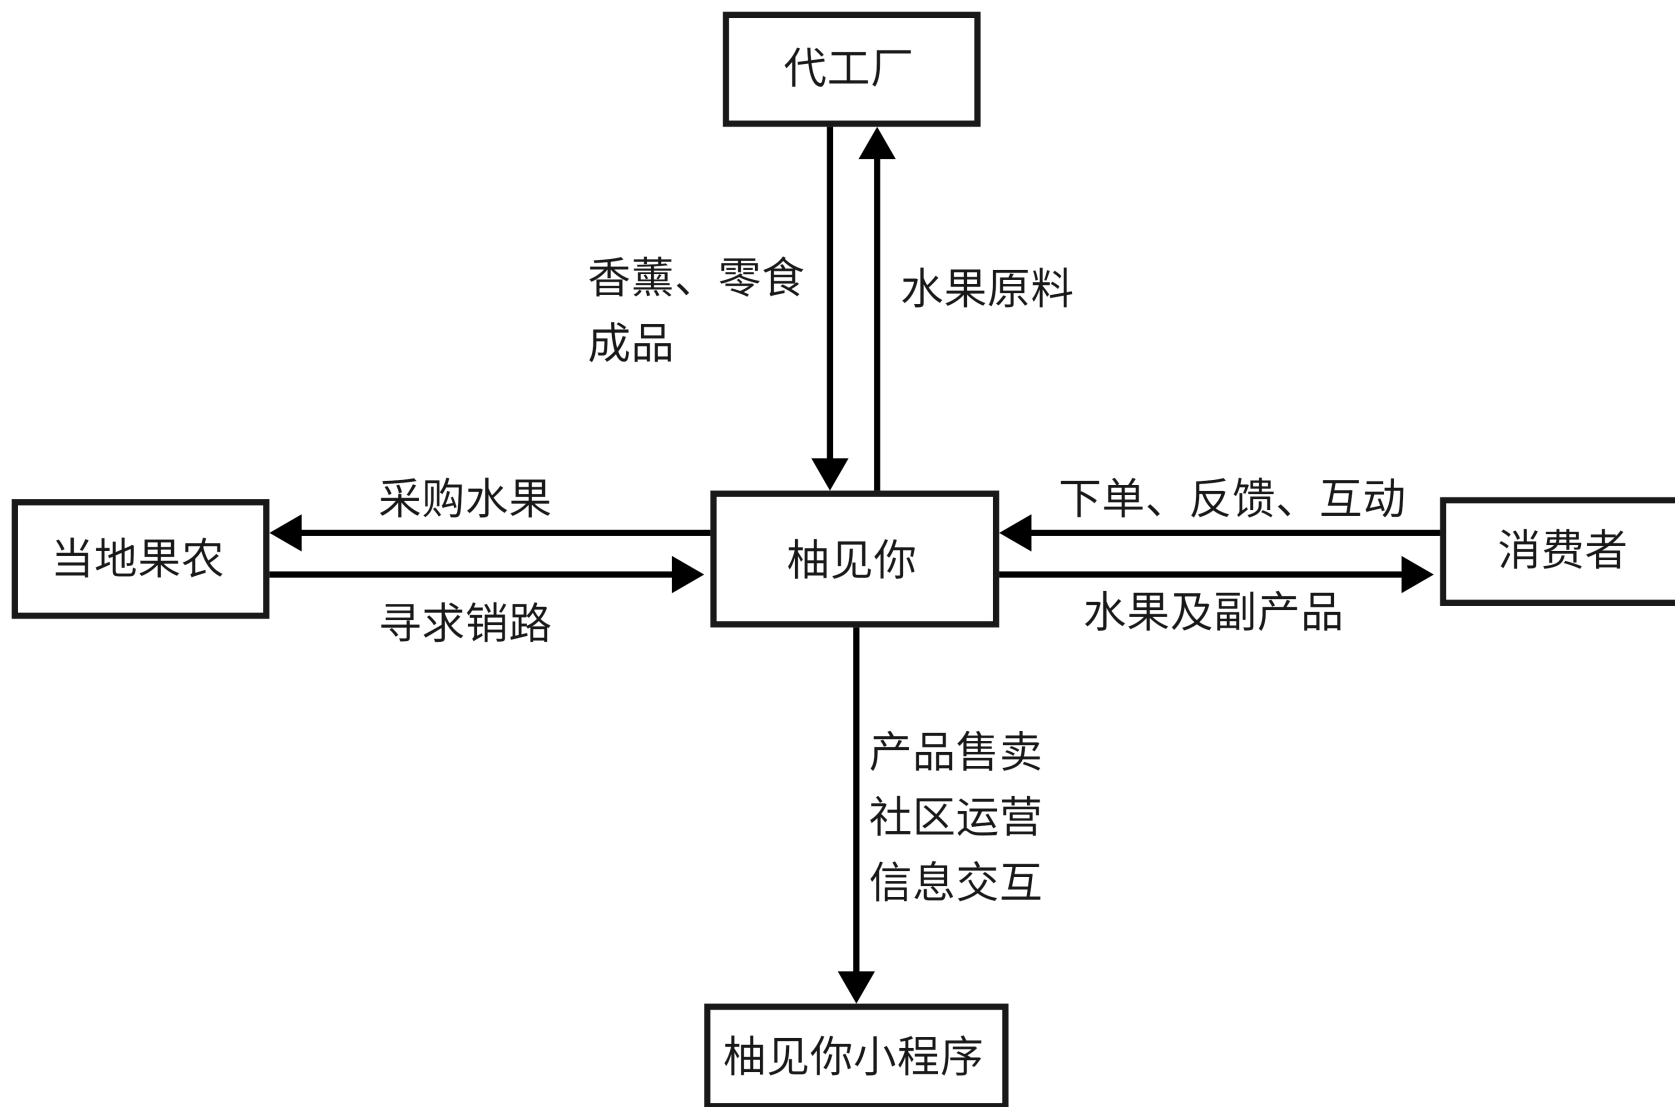 代工厂
香薰、零食
成品
水果原料
采购水果
下单、反馈、互动
当地果农
柚见你
消费者
寻求销路
水果及副产品
产品售卖
社区运营
信息交互
柚见你小程序